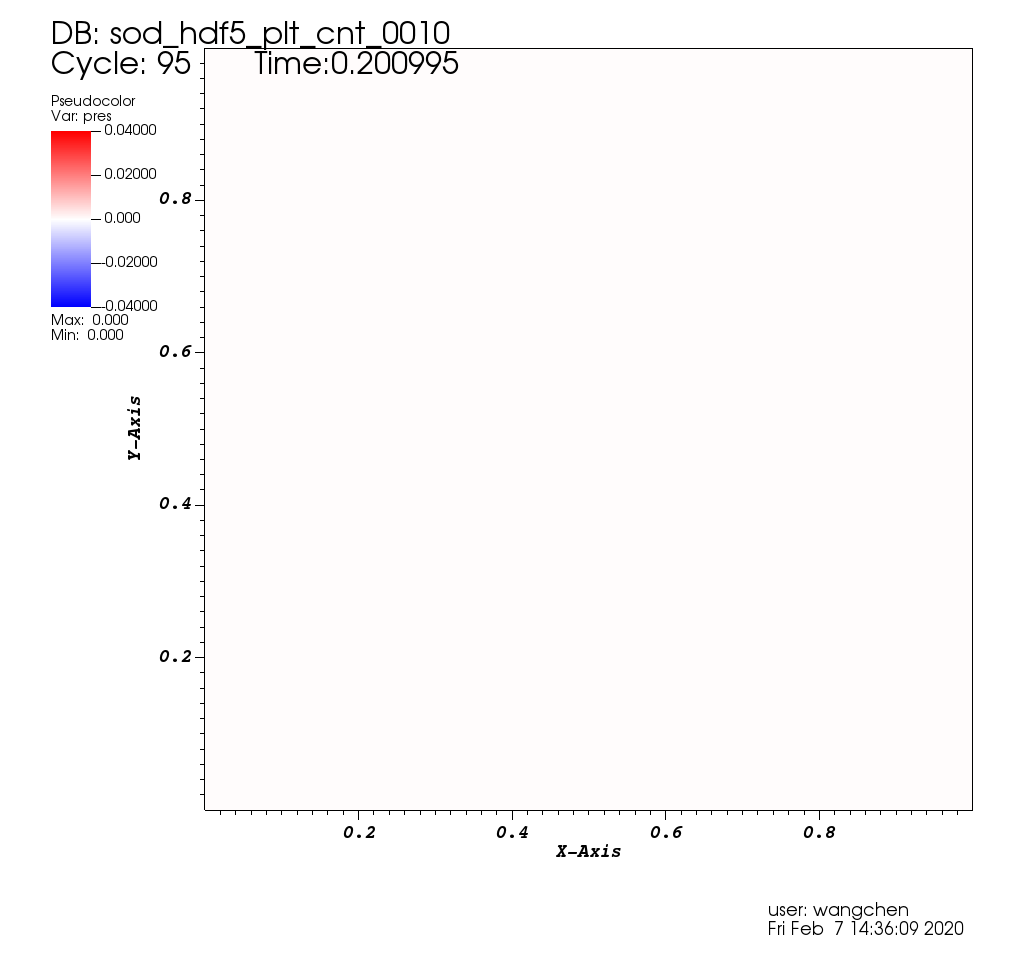 DB: sod_hdf5_plt_cnt_0010
Cycle: 95 Time:0.200995
Pseudocolor
Var: pres
0.04000
0.02000
0.000
-0.02000
-0.04000
Max: 0.000
Min: 0.000
0.8
0.6
0.4
0.2
Y-Axis
0.2 0.4 0.6 0.8
X-Axis
user: wangchen
Fri Feb 7 14:36:09 2020